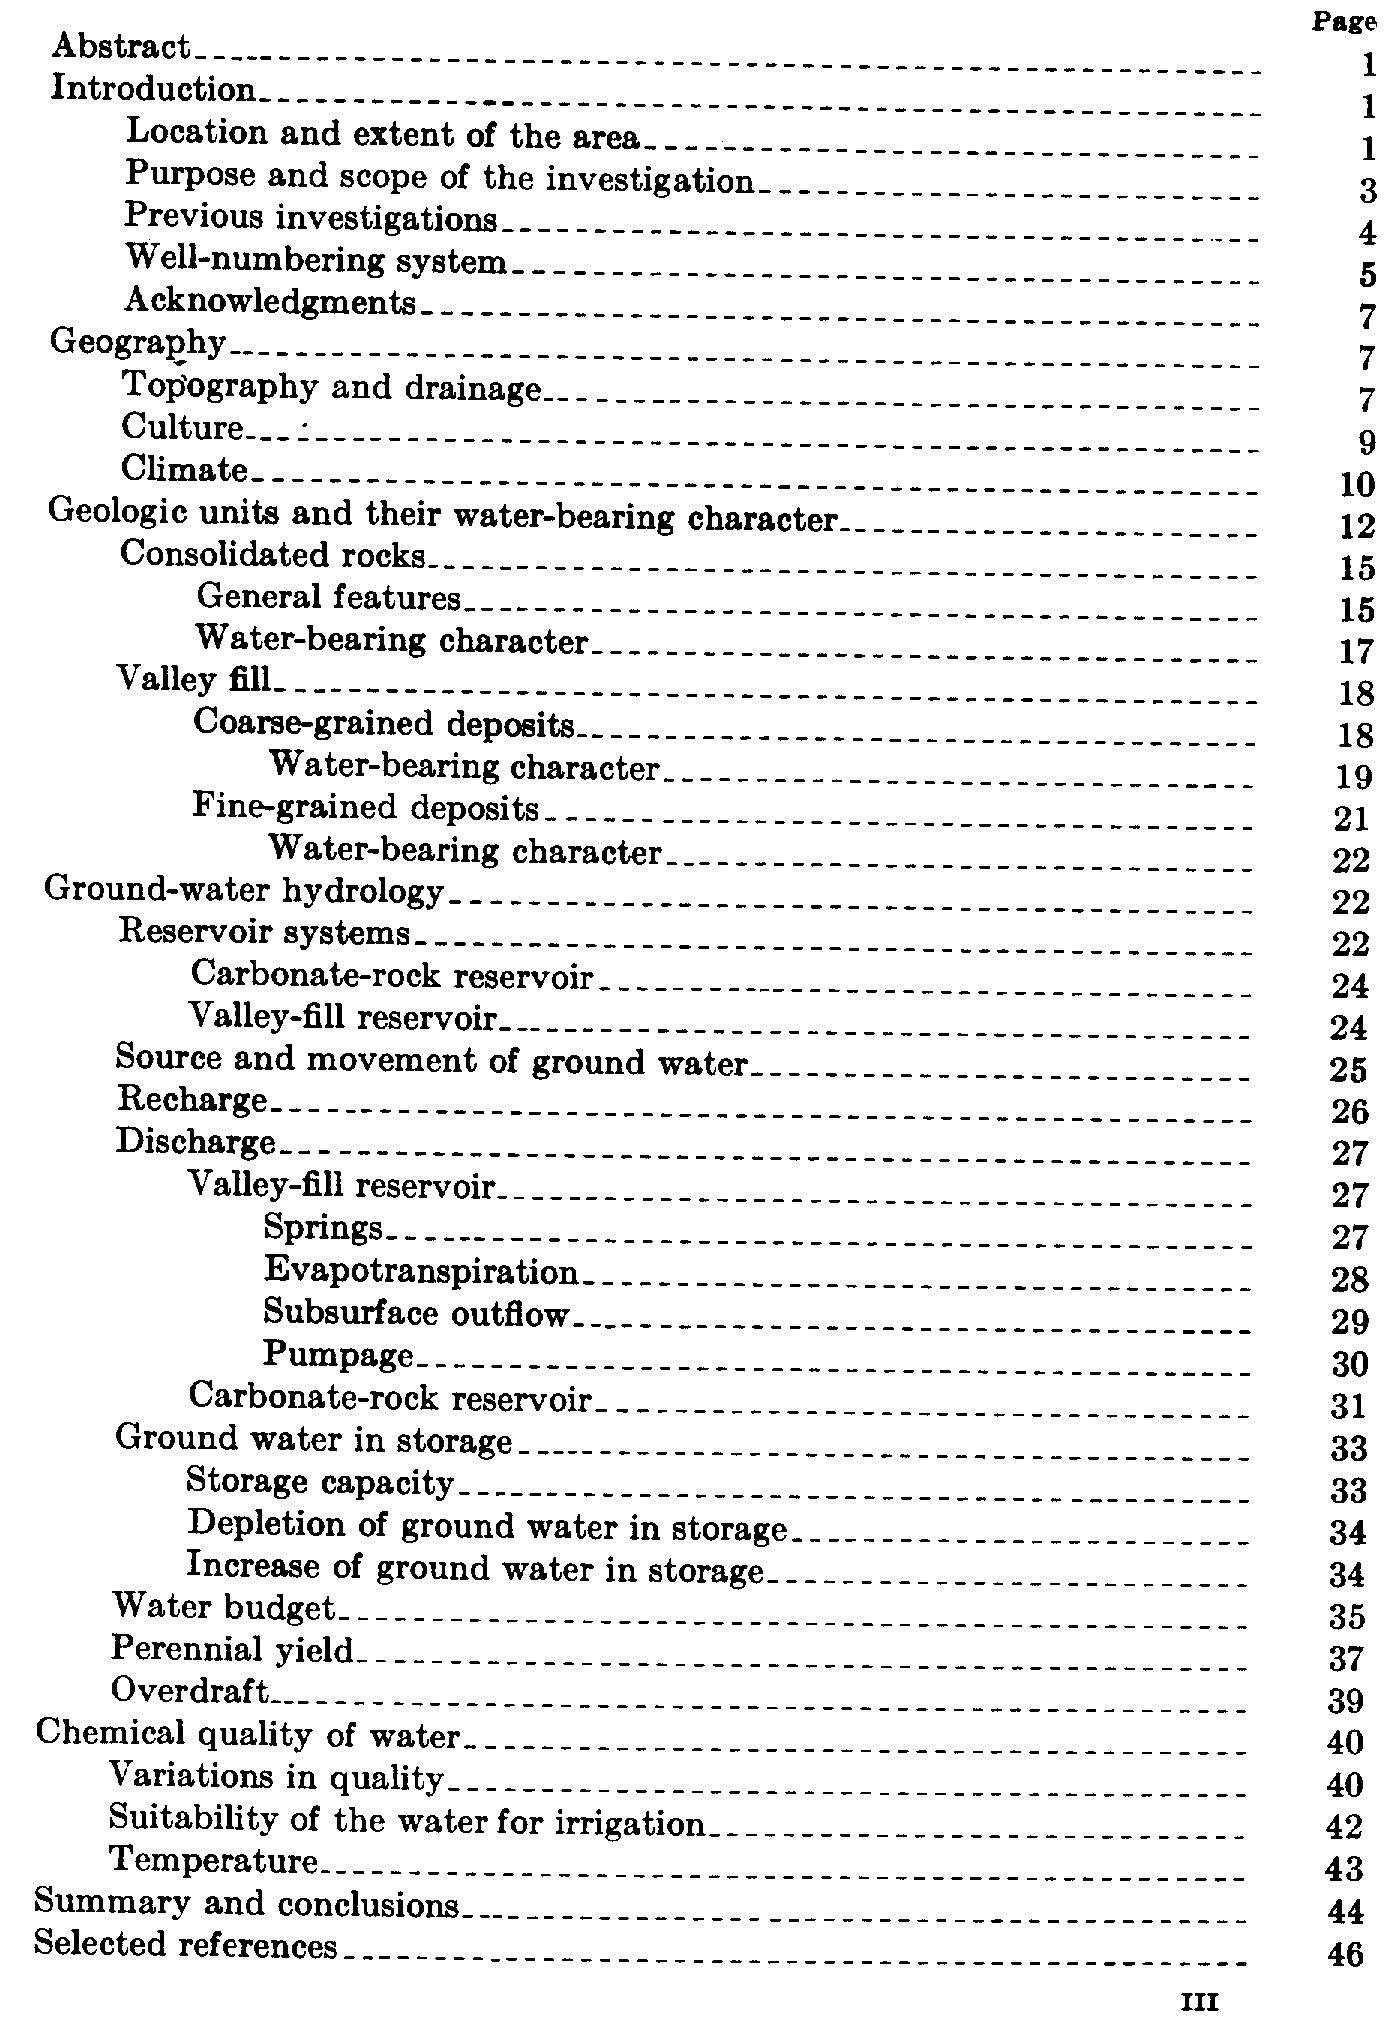 Page
Abstract 1
Introduction 1
Location and extent of the area 1
Purpose and scope of the investigation 3
Previous investigations 4
Well-numbering system 5
Acknowledgments 7
Geography 7
Topography and drainage 7
Culture 9
Climate 10
Geologic units and their water-bearing character 12
Consolidated rocks 15
General features 15
Water-bearing character 17
Valley fill 18
Coarse-grained deposits 18
Water-bearing character 19
Fine-grained deposits 21
Water-bearing character 22
Ground-water hydrology 22
Reservoir systems 22
Carbonate-rock reservoir 24
Valley-fill reservoir 24
Source and movement of ground water 25
Recharge 26
Discharge 27
Valley-fill reservoir 27
Springs 27
Evapotranspiration 28
Subsurface outflow 29
Pumpage 30
Carbonate-rock reservoir 31
Ground water in storage 33
Storage capacity 33
Depletion of ground water in storage 34
Increase of ground water in storage 34
Water budget 35
Perennial yield 37
Overdraft 39
Chemical quality of water 40
Variations in quality 40
Suitability of the water for irrigation 42
Temperature 43
Summary and conclusions 44
Selected references 46
III